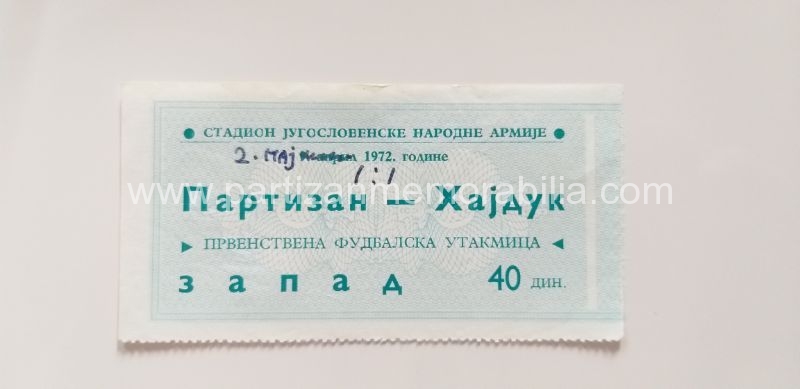 ● СТАДИОН ЈУГОСЛОВЕНСКЕ НАРОДНЕ АРМИЈЕ ●
2. МАЈ 1972. године
1:1
www.partizanmemorabilia.com
Партизан — Хајдук
► ПРВЕНСТВЕНА ФУДБАЛСКА УТАКМИЦА ◄
запад 40 ДИН.